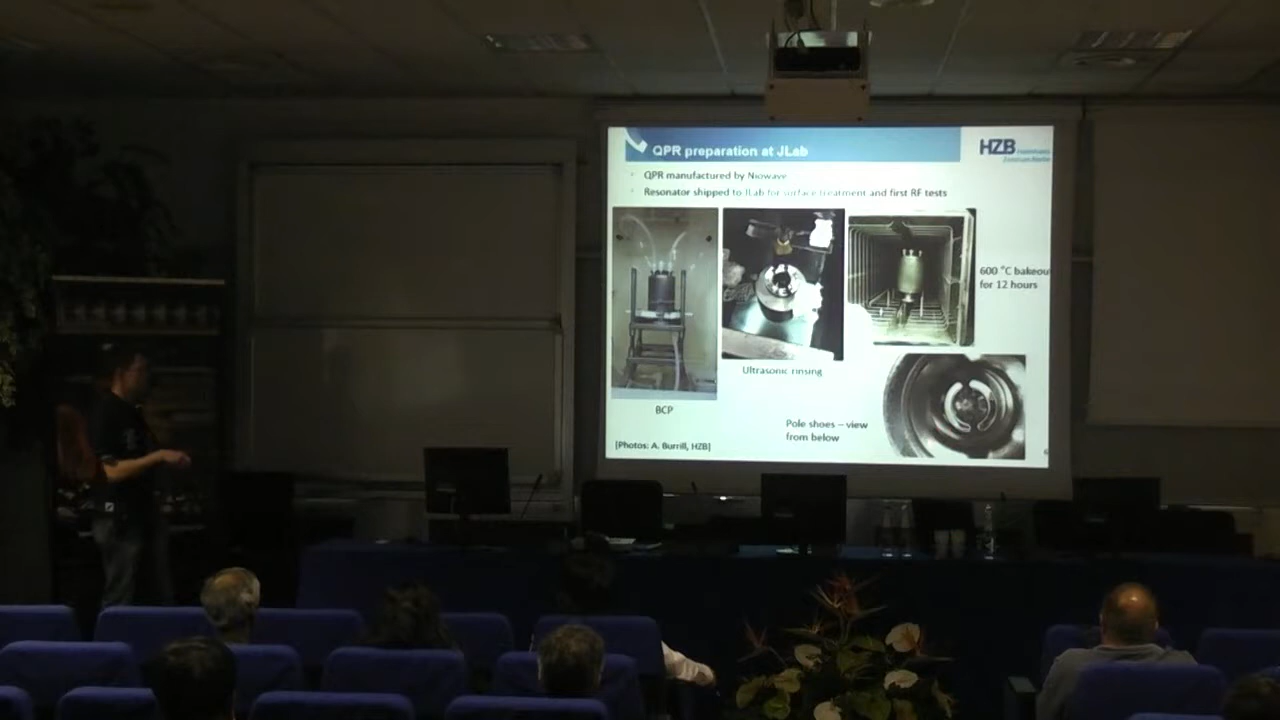 QPR preparation at JLab
HZB
QPR manufactured by Niowave
Resonator shipped to JLab for surface treatment and first RF tests
600 °C bakeout
for 12 hours
Ultrasonic rinsing
BCP
Pole shoes – view
from below
[Photos: A. Burrill, HZB]